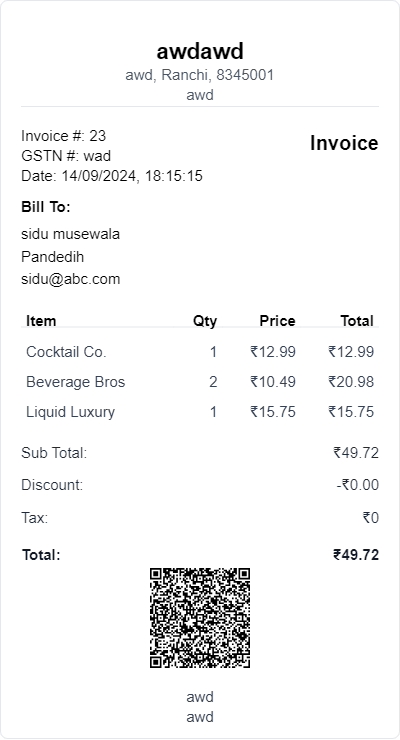 awdawd
awd, Ranchi, 8345001
awd
Invoice #: 23
Invoice
GSTN #: wad
Date: 14/09/2024, 18:15:15
Bill To:
sidu musewala
Pandedih
sidu@abc.com
Item Qty Price Total
Cocktail Co. 1 ₹12.99 ₹12.99
Beverage Bros 2 ₹10.49 ₹20.98
Liquid Luxury 1 ₹15.75 ₹15.75
Sub Total: ₹49.72
Discount: -₹0.00
Tax: ₹0
Total: ₹49.72
awd
awd